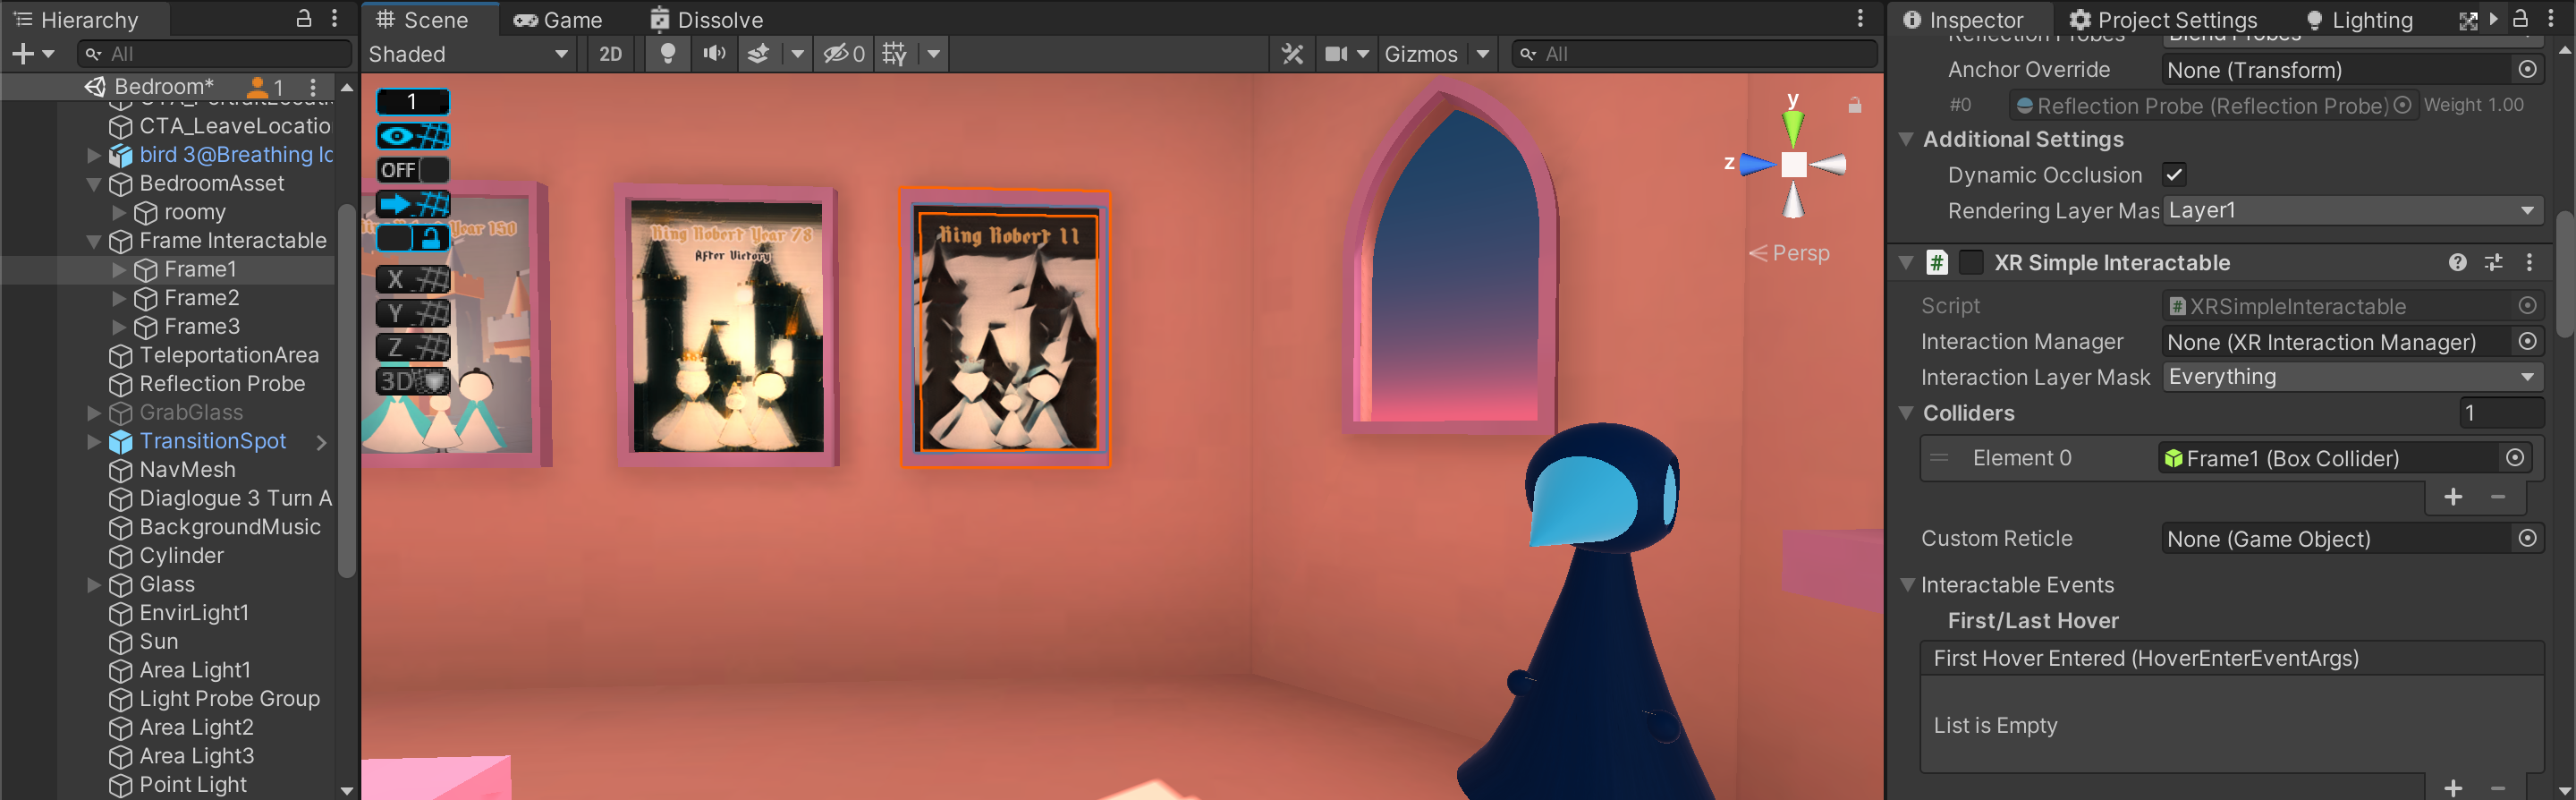 Hierarchy
All
Bedroom*
1
CTA_PortraitLocati
CTA_LeaveLocatio
bird 3@Breathing Ic
BedroomAsset
roomy
Frame Interactable
Frame1
Frame2
Frame3
TeleportationArea
Reflection Probe
GrabGlass
TransitionSpot
NavMesh
Diaglogue 3 Turn A
BackgroundMusic
Cylinder
Glass
EnvirLight1
Sun
Area Light1
Light Probe Group
Area Light2
Area Light3
Point Light
Scene
Game
Dissolve
Shaded
2D
0
Gizmos
All
1
OFF
X
Y
Z
3D
Year 150
King Robert Year 78
After Victory
King Robert 11
y
z
Persp
Inspector
Project Settings
Lighting
Reflection Probes
Blend Probes
Anchor Override
None (Transform)
#0
Reflection Probe (Reflection Probe)
Weight 1.00
Additional Settings
Dynamic Occlusion
Rendering Layer Mas
Layer1
#
XR Simple Interactable
Script
# XRSimpleInteractable
Interaction Manager
None (XR Interaction Manager)
Interaction Layer Mask
Everything
Colliders
1
Element 0
Frame1 (Box Collider)
Custom Reticle
None (Game Object)
Interactable Events
First/Last Hover
First Hover Entered (HoverEnterEventArgs)
List is Empty